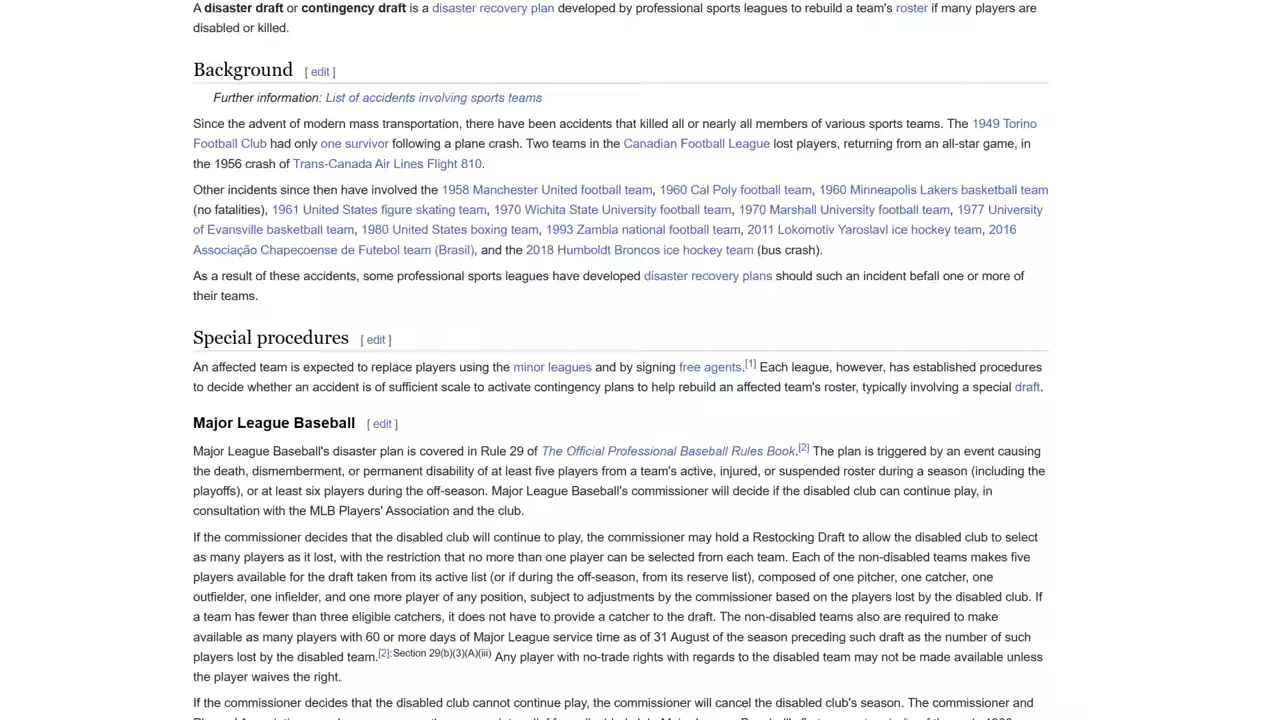 A disaster draft or contingency draft is a disaster recovery plan developed by professional sports leagues to rebuild a team's roster if many players are
disabled or killed.
Background [ edit ]
Further information: List of accidents involving sports teams
Since the advent of modern mass transportation, there have been accidents that killed all or nearly all members of various sports teams. The 1949 Torino
Football Club had only one survivor following a plane crash. Two teams in the Canadian Football League lost players, returning from an all-star game, in
the 1956 crash of Trans-Canada Air Lines Flight 810.
Other incidents since then have involved the 1958 Manchester United football team, 1960 Cal Poly football team, 1960 Minneapolis Lakers basketball team
(no fatalities), 1961 United States figure skating team, 1970 Wichita State University football team, 1970 Marshall University football team, 1977 University
of Evansville basketball team, 1980 United States boxing team, 1993 Zambia national football team, 2011 Lokomotiv Yaroslavl ice hockey team, 2016
Associação Chapecoense de Futebol team (Brasil), and the 2018 Humboldt Broncos ice hockey team (bus crash).
As a result of these accidents, some professional sports leagues have developed disaster recovery plans should such an incident befall one or more of
their teams.
Special procedures [ edit ]
An affected team is expected to replace players using the minor leagues and by signing free agents.[1] Each league, however, has established procedures
to decide whether an accident is of sufficient scale to activate contingency plans to help rebuild an affected team's roster, typically involving a special draft.
Major League Baseball [ edit ]
Major League Baseball's disaster plan is covered in Rule 29 of The Official Professional Baseball Rules Book.[2] The plan is triggered by an event causing
the death, dismemberment, or permanent disability of at least five players from a team's active, injured, or suspended roster during a season (including the
playoffs), or at least six players during the off-season. Major League Baseball's commissioner will decide if the disabled club can continue play, in
consultation with the MLB Players' Association and the club.
If the commissioner decides that the disabled club will continue to play, the commissioner may hold a Restocking Draft to allow the disabled club to select
as many players as it lost, with the restriction that no more than one player can be selected from each team. Each of the non-disabled teams makes five
players available for the draft taken from its active list (or if during the off-season, from its reserve list), composed of one pitcher, one catcher, one
outfielder, one infielder, and one more player of any position, subject to adjustments by the commissioner based on the players lost by the disabled club. If
a team has fewer than three eligible catchers, it does not have to provide a catcher to the draft. The non-disabled teams also are required to make
available as many players with 60 or more days of Major League service time as of 31 August of the season preceding such draft as the number of such
players lost by the disabled team.[2]:Section 29(b)(3)(A)(iii) Any player with no-trade rights with regards to the disabled team may not be made available unless
the player waives the right.
If the commissioner decides that the disabled club cannot continue play, the commissioner will cancel the disabled club's season. The commissioner and